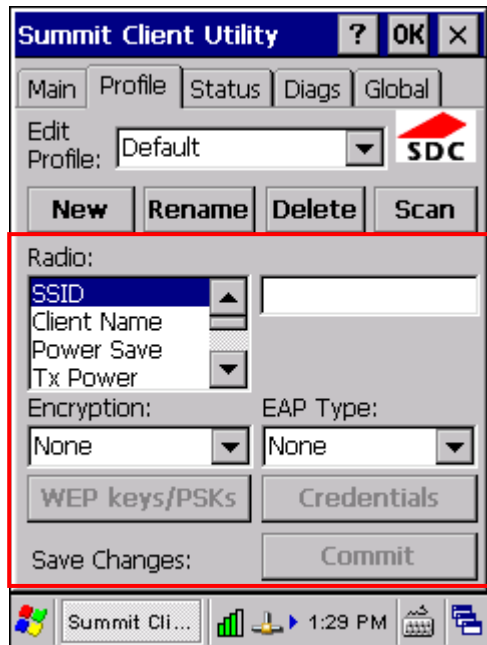 Summit Client Utility ? OK ×
Main Profile Status Diags Global
Edit Profile: Default SDC
New Rename Delete Scan
Radio:
SSID
Client Name
Power Save
Tx Power
Encryption: EAP Type:
None None
WEP keys/PSKs Credentials
Save Changes: Commit
Summit Cli... 1:29 PM